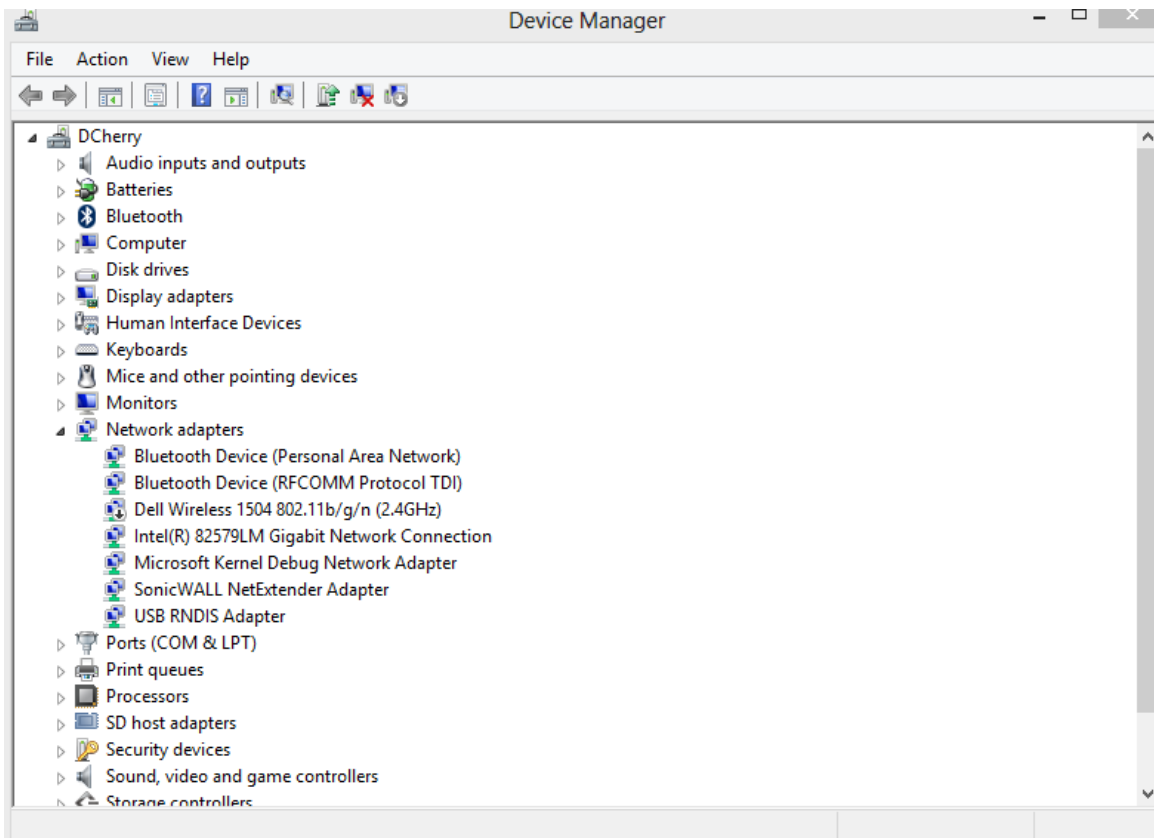 Device Manager
File Action View Help
DCherry
Audio inputs and outputs
Batteries
Bluetooth
Computer
Disk drives
Display adapters
Human Interface Devices
Keyboards
Mice and other pointing devices
Monitors
Network adapters
Bluetooth Device (Personal Area Network)
Bluetooth Device (RFCOMM Protocol TDI)
Dell Wireless 1504 802.11b/g/n (2.4GHz)
Intel(R) 82579LM Gigabit Network Connection
Microsoft Kernel Debug Network Adapter
SonicWALL NetExtender Adapter
USB RNDIS Adapter
Ports (COM & LPT)
Print queues
Processors
SD host adapters
Security devices
Sound, video and game controllers
Storage controllers